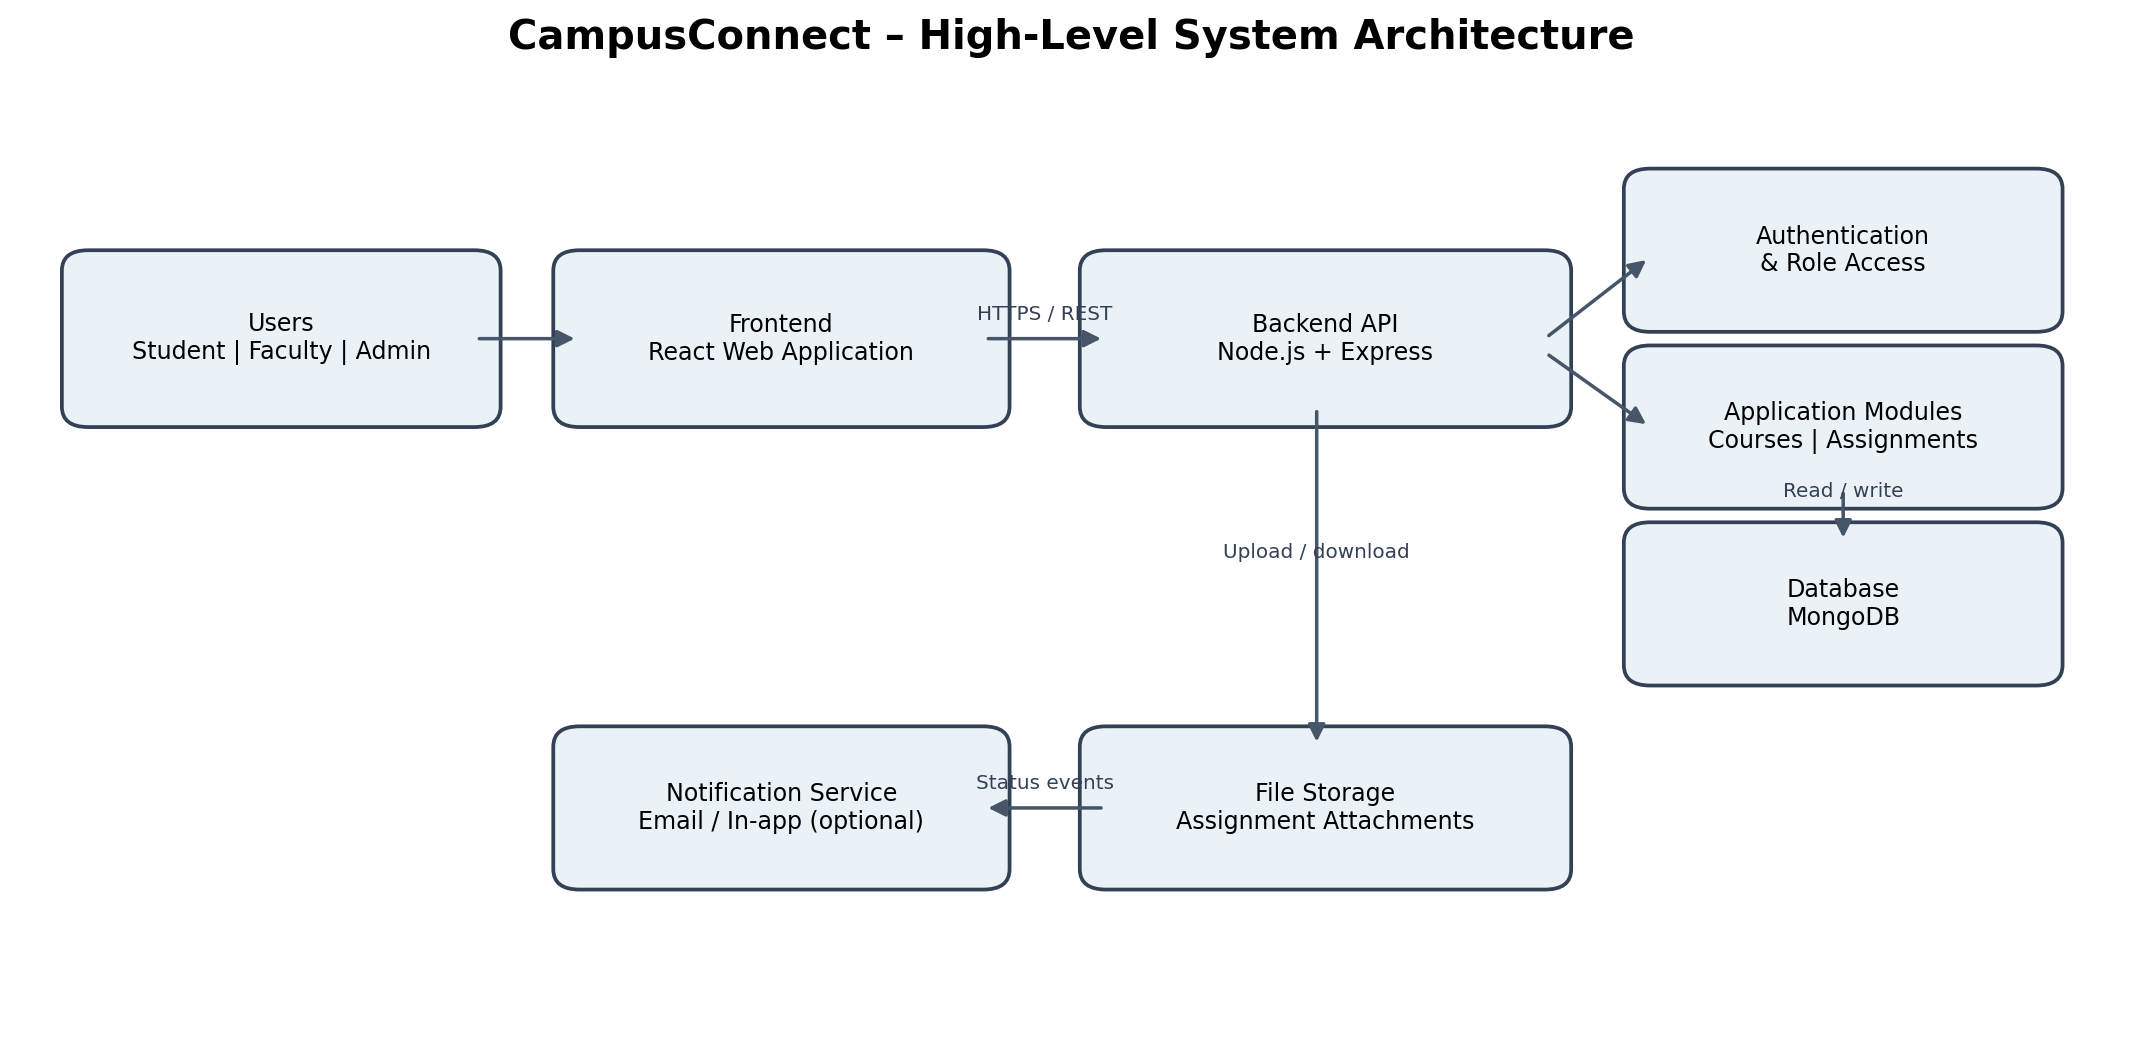 CampusConnect – High-Level System Architecture
Users
Student | Faculty | Admin
Frontend
React Web Application
HTTPS / REST
Backend API
Node.js + Express
Authentication
& Role Access
Application Modules
Courses | Assignments
Read / write
Database
MongoDB
Upload / download
Notification Service
Email / In-app (optional)
Status events
File Storage
Assignment Attachments